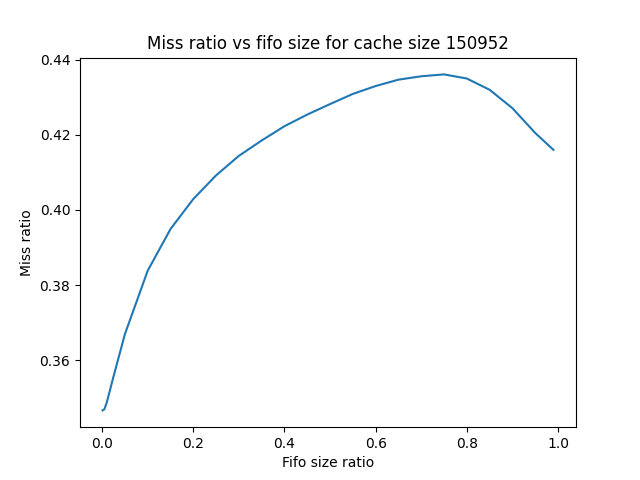 Miss ratio vs fifo size for cache size 150952
0.44
0.42
0.40
0.38
0.36
Miss ratio
0.0 0.2 0.4 0.6 0.8 1.0
Fifo size ratio